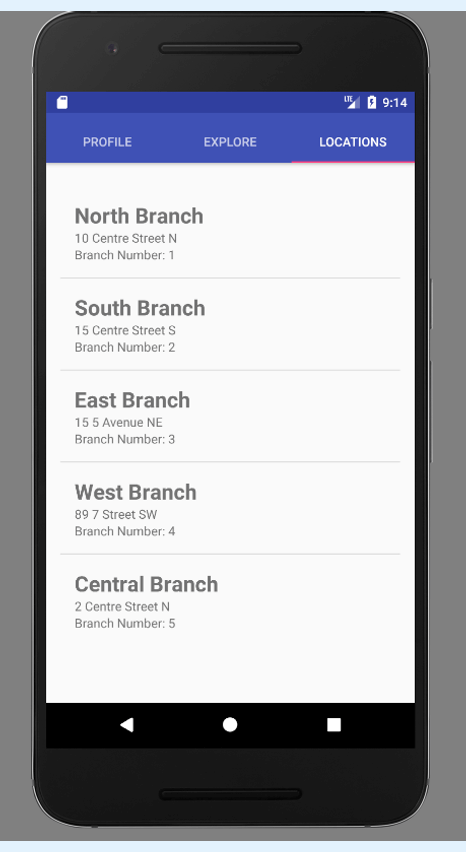 LTE 9:14
PROFILE EXPLORE LOCATIONS
North Branch
10 Centre Street N
Branch Number: 1
South Branch
15 Centre Street S
Branch Number: 2
East Branch
15 5 Avenue NE
Branch Number: 3
West Branch
89 7 Street SW
Branch Number: 4
Central Branch
2 Centre Street N
Branch Number: 5